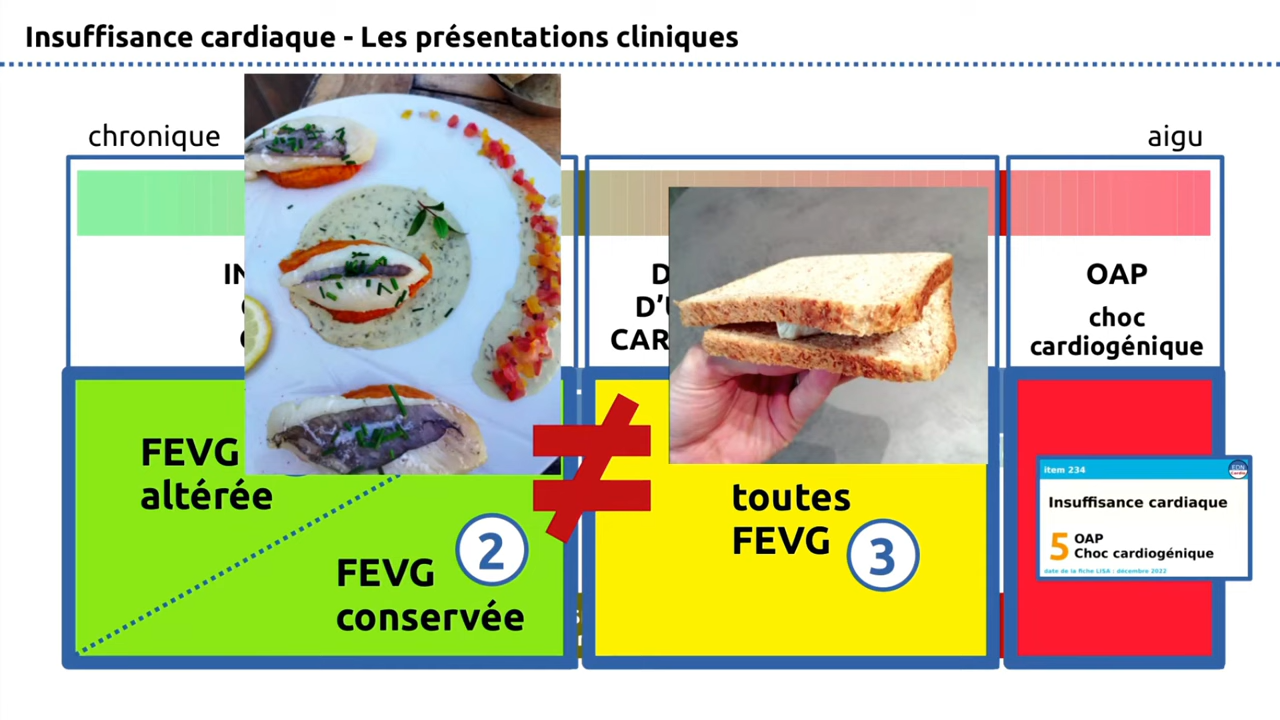 Insuffisance cardiaque - Les présentations cliniques
chronique
aigu
OAP
choc
cardiogénique
FEVG
altérée
FEVG
conservée
2
≠
toutes
FEVG
3
item 234
Insuffisance cardiaque
5 OAP
Choc cardiogénique
date de la fiche LISA : décembre 2022